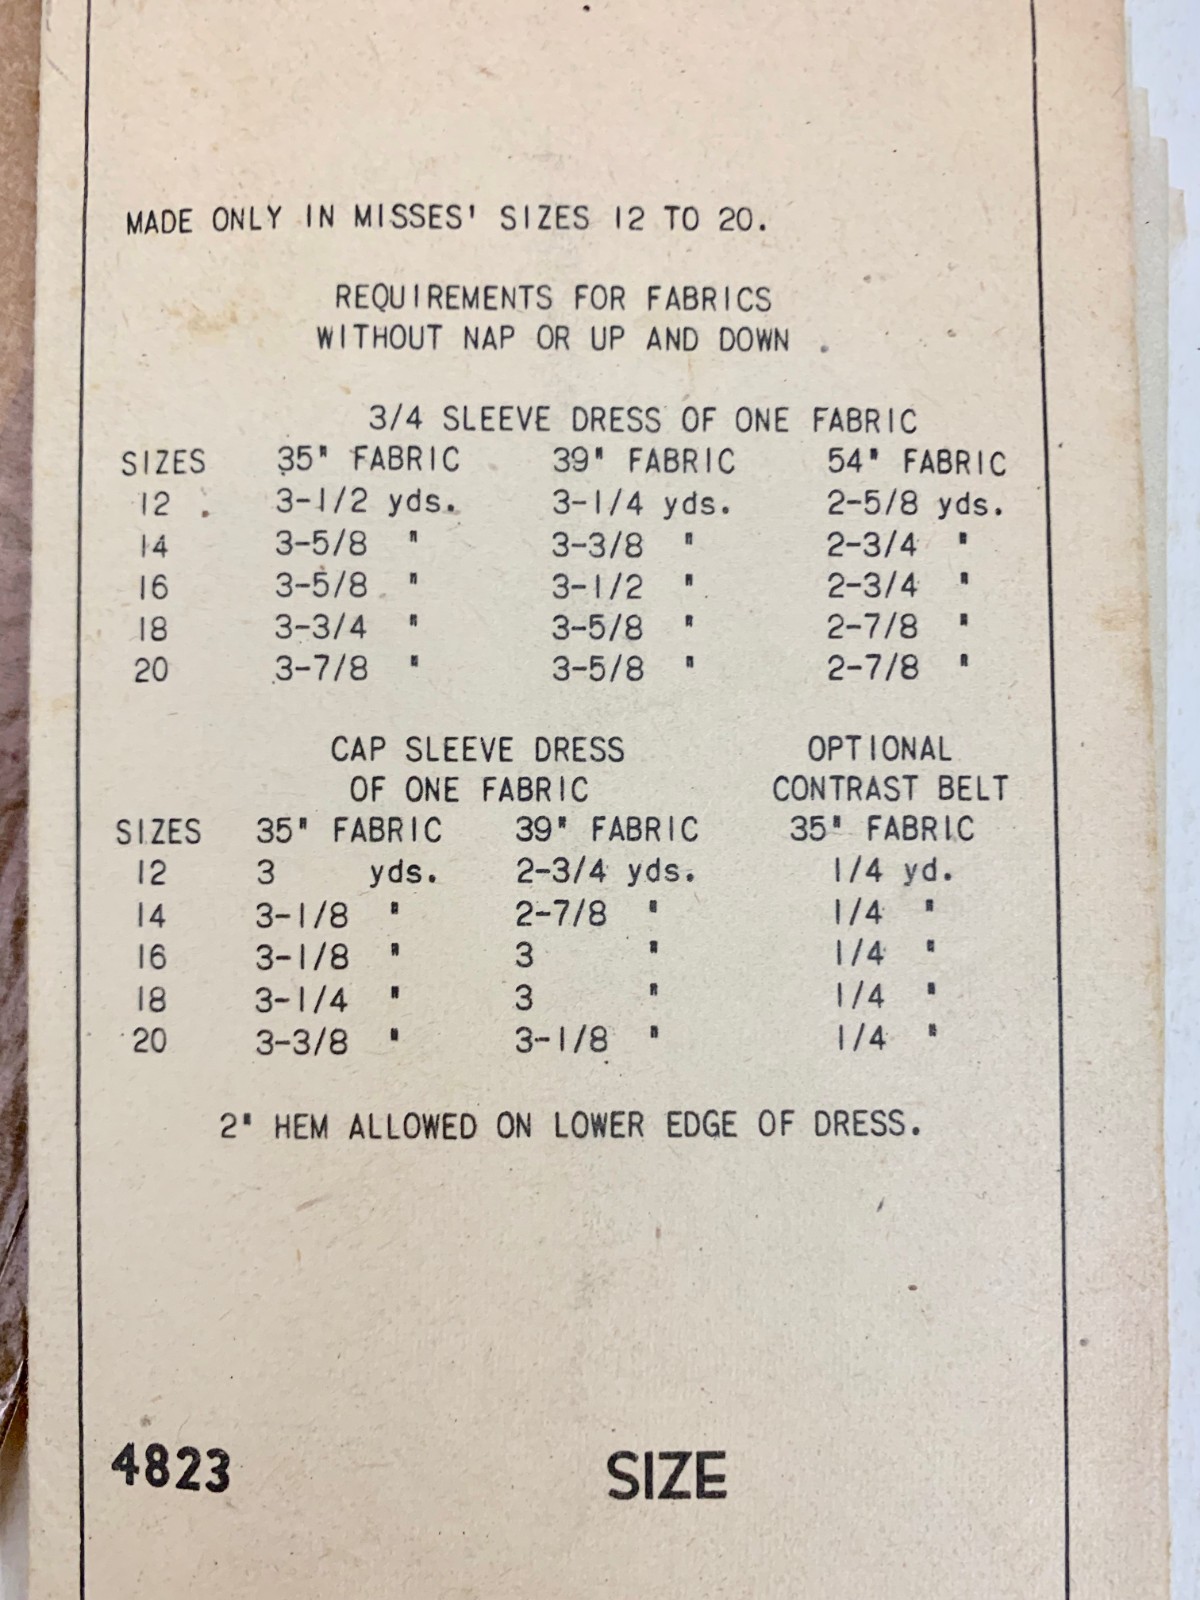 MADE ONLY IN MISSES' SIZES 12 TO 20.
REQUIREMENTS FOR FABRICS
WITHOUT NAP OR UP AND DOWN
3/4 SLEEVE DRESS OF ONE FABRIC
SIZES 35" FABRIC 39" FABRIC 54" FABRIC
12 3-1/2 yds. 3-1/4 yds. 2-5/8 yds.
14 3-5/8 " 3-3/8 " 2-3/4 "
16 3-5/8 " 3-1/2 " 2-3/4 "
18 3-3/4 " 3-5/8 " 2-7/8 "
20 3-7/8 " 3-5/8 " 2-7/8 "
CAP SLEEVE DRESS OPTIONAL
OF ONE FABRIC CONTRAST BELT
SIZES 35" FABRIC 39" FABRIC 35" FABRIC
12 3 yds. 2-3/4 yds. 1/4 yd.
14 3-1/8 " 2-7/8 " 1/4 "
16 3-1/8 " 3 " 1/4 "
18 3-1/4 " 3 " 1/4 "
20 3-3/8 " 3-1/8 " 1/4 "
2" HEM ALLOWED ON LOWER EDGE OF DRESS.
4823 SIZE